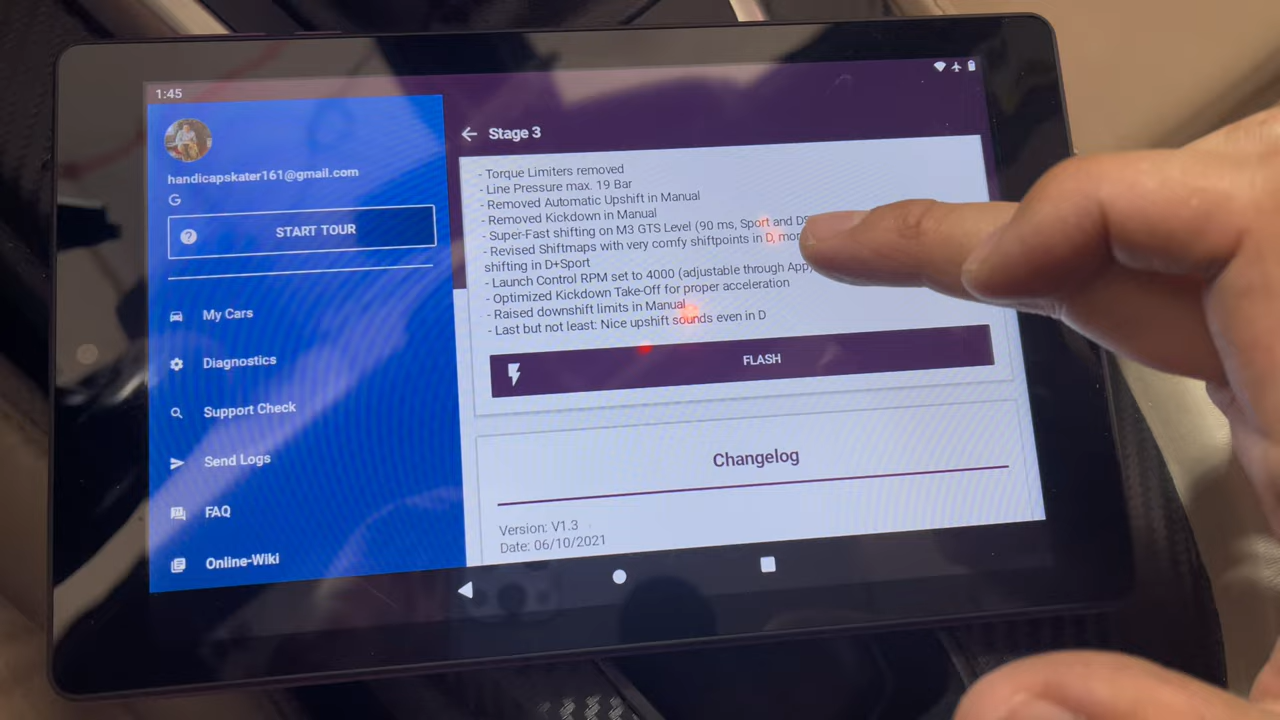 1:45
handicapskater161@gmail.com
G
START TOUR
My Cars
Diagnostics
Support Check
Send Logs
FAQ
Online-Wiki
Stage 3
- Torque Limiters removed
- Line Pressure max. 19 Bar
- Removed Automatic Upshift in Manual
- Removed Kickdown in Manual
- Super-Fast shifting on M3 GTS Level (90 ms, Sport and DS
- Revised Shiftmaps with very comfy shiftpoints in D,
shifting in D+Sport
- Launch Control RPM set to 4000 (adjustable through App)
- Optimized Kickdown Take-Off for proper acceleration
- Raised downshift limits in Manual
- Last but not least: Nice upshift sounds even in D
FLASH
Changelog
Version: V1.3
Date: 06/10/2021